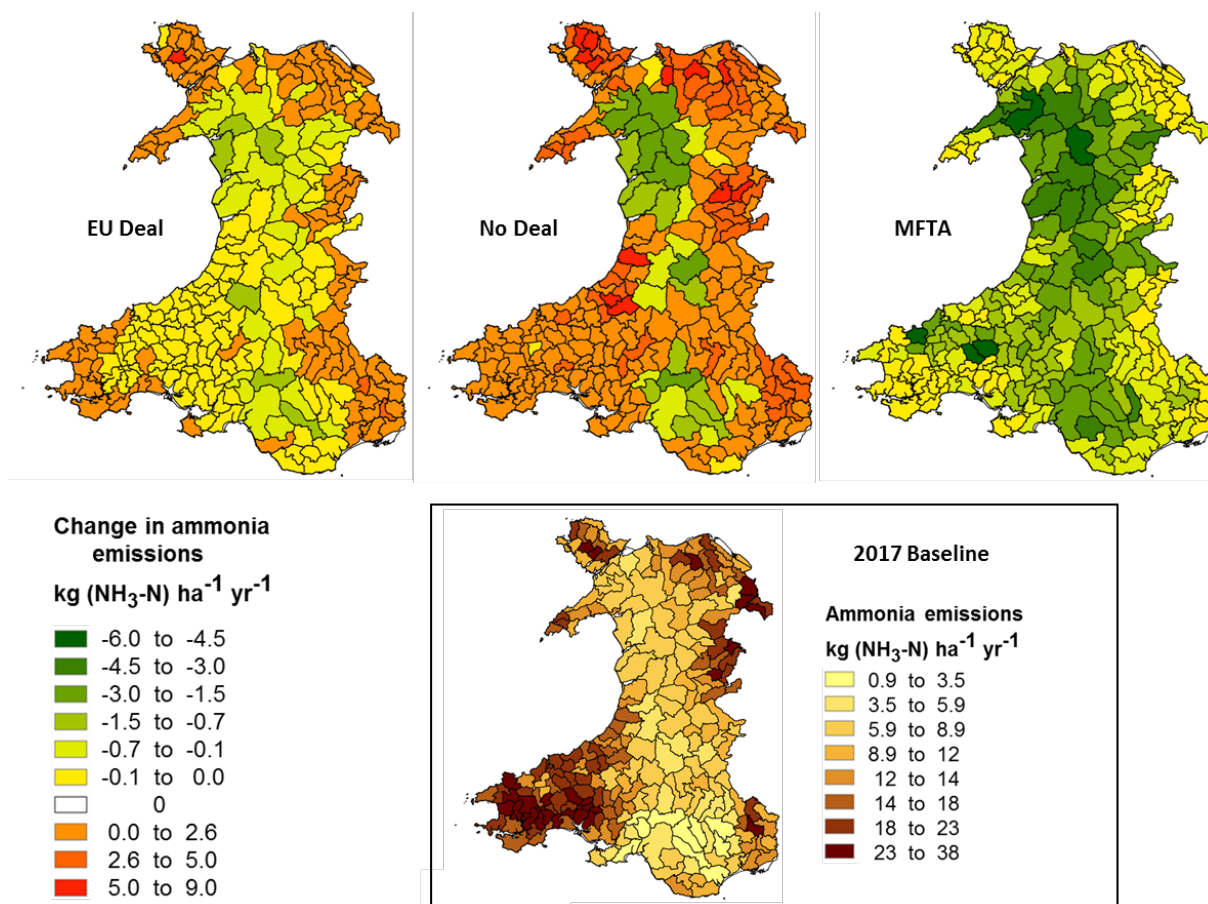 EU Deal
No Deal
MFTA
Change in ammonia
emissions
kg (NH3-N) ha-1 yr-1
-6.0 to -4.5
-4.5 to -3.0
-3.0 to -1.5
-1.5 to -0.7
-0.7 to -0.1
-0.1 to 0.0
0
0.0 to 2.6
2.6 to 5.0
5.0 to 9.0
2017 Baseline
Ammonia emissions
kg (NH3-N) ha-1 yr-1
0.9 to 3.5
3.5 to 5.9
5.9 to 8.9
8.9 to 12
12 to 14
14 to 18
18 to 23
23 to 38